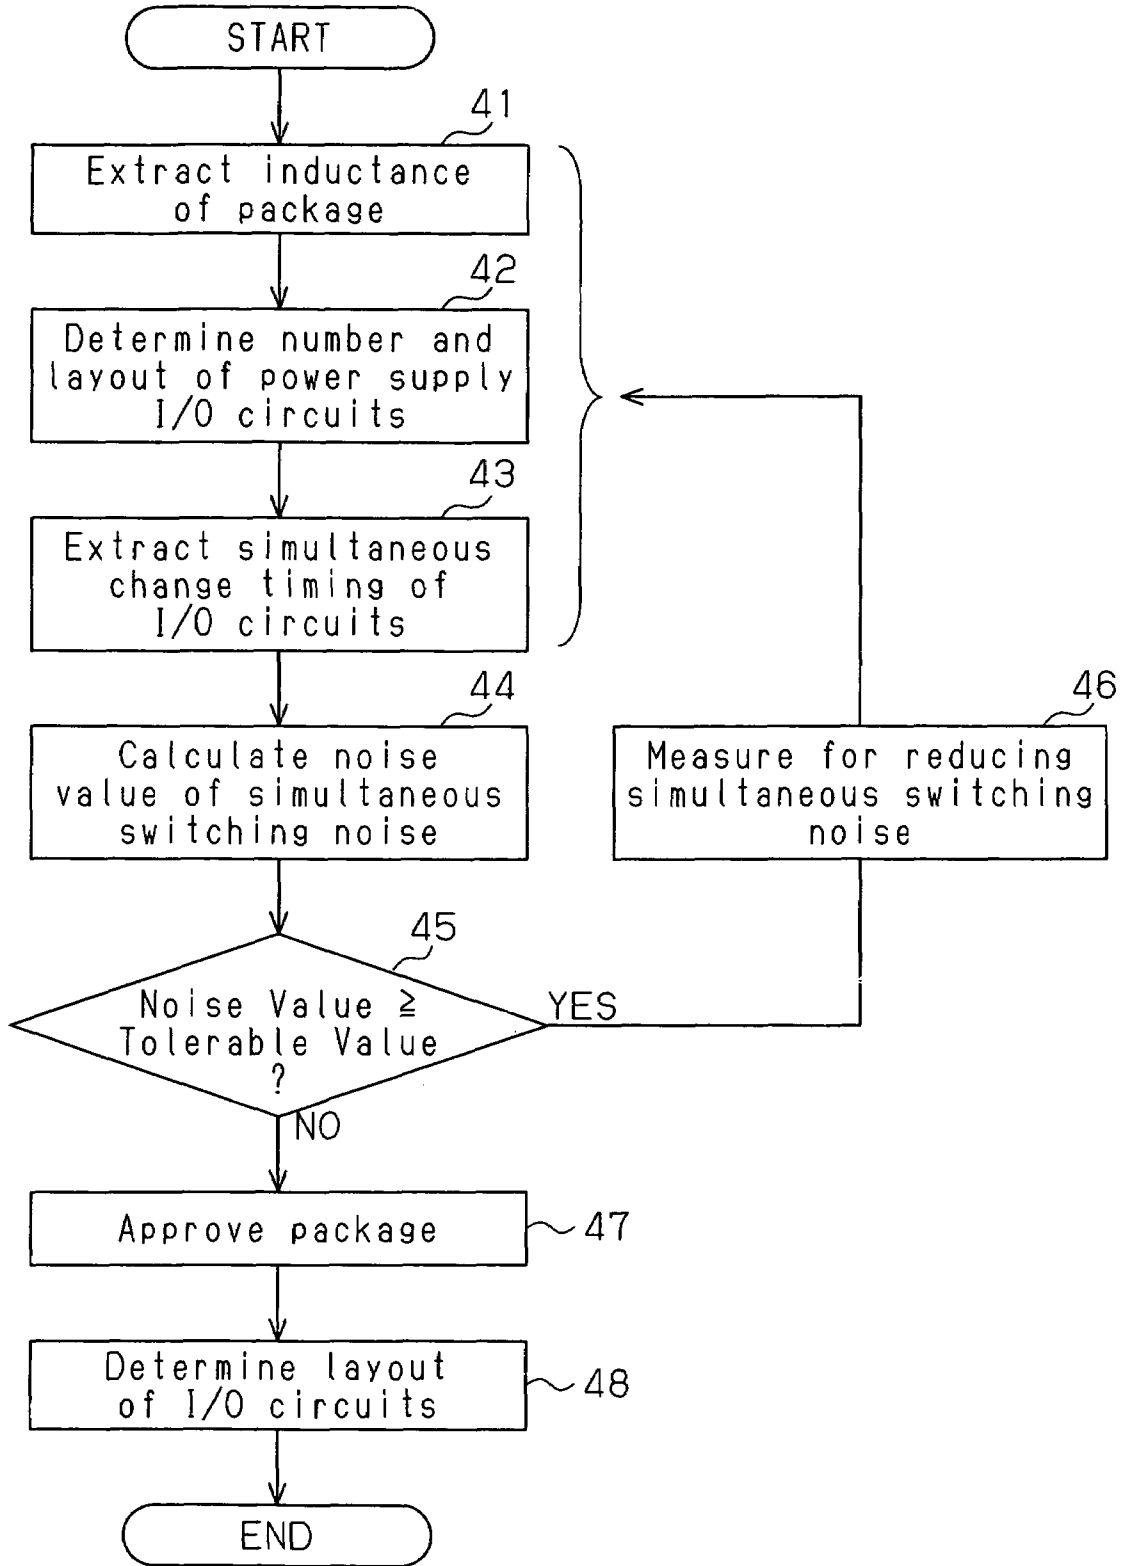 START
41
Extract inductance
of package
42
Determine number and
layout of power supply
I/O circuits
43
Extract simultaneous
change timing of
I/O circuits
44
Calculate noise
value of simultaneous
switching noise
46
Measure for reducing
simultaneous switching
noise
45
Noise Value ≧
Tolerable Value
?
YES
NO
Approve package
47
Determine layout
of I/O circuits
48
END